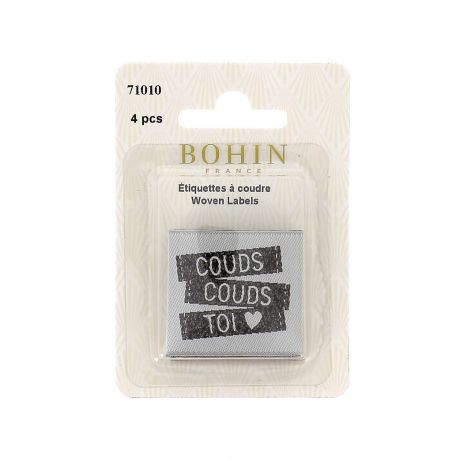 71010
4 pcs
BOHIN
FRANCE
Étiquettes à coudre
Woven Labels
COUDS
COUDS
TOI ♥